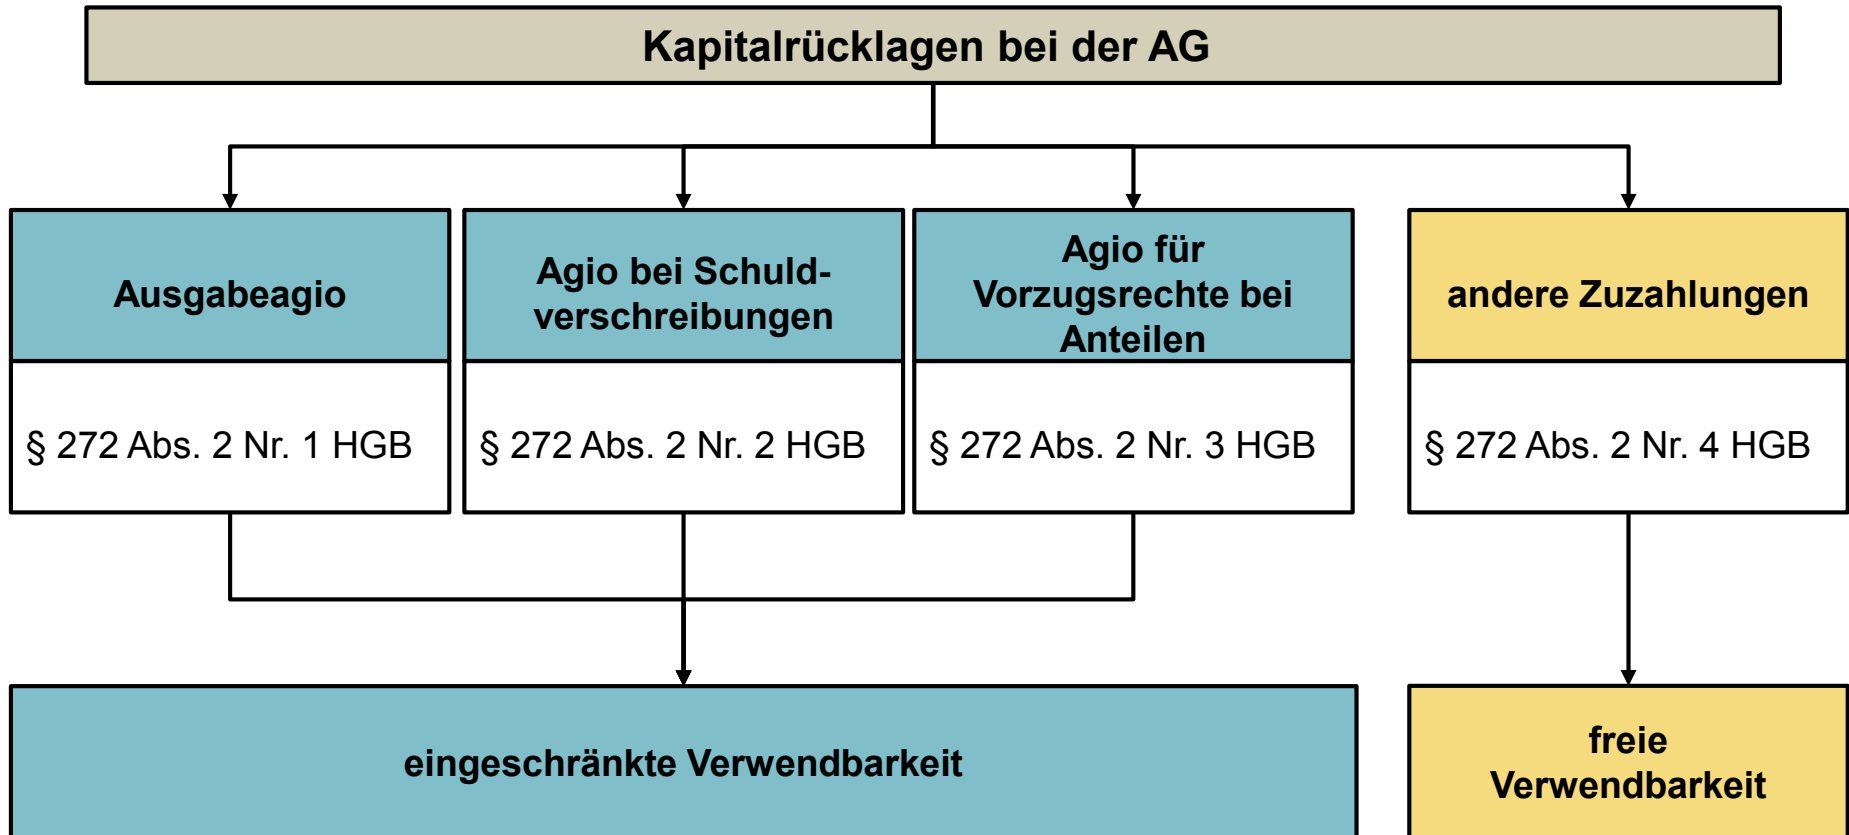 Kapitalrücklagen bei der AG
Ausgabeagio
Agio bei Schuld-
verschreibungen
Agio für
Vorzugsrechte bei
Anteilen
andere Zuzahlungen
§ 272 Abs. 2 Nr. 1 HGB
§ 272 Abs. 2 Nr. 2 HGB
§ 272 Abs. 2 Nr. 3 HGB
§ 272 Abs. 2 Nr. 4 HGB
eingeschränkte Verwendbarkeit
freie
Verwendbarkeit